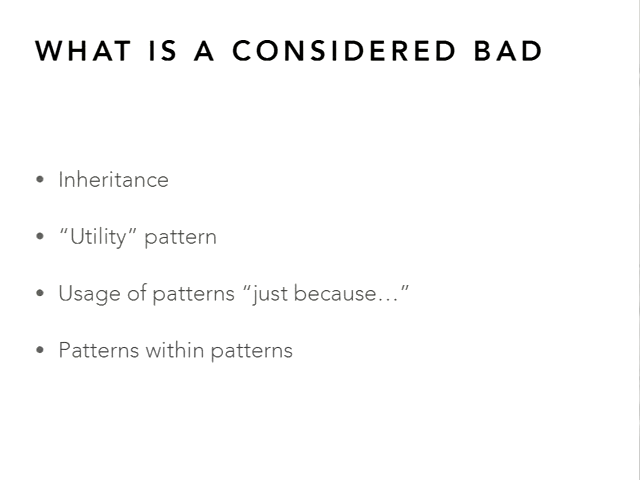 WHAT IS A CONSIDERED BAD
• Inheritance
• “Utility” pattern
• Usage of patterns “just because…”
• Patterns within patterns